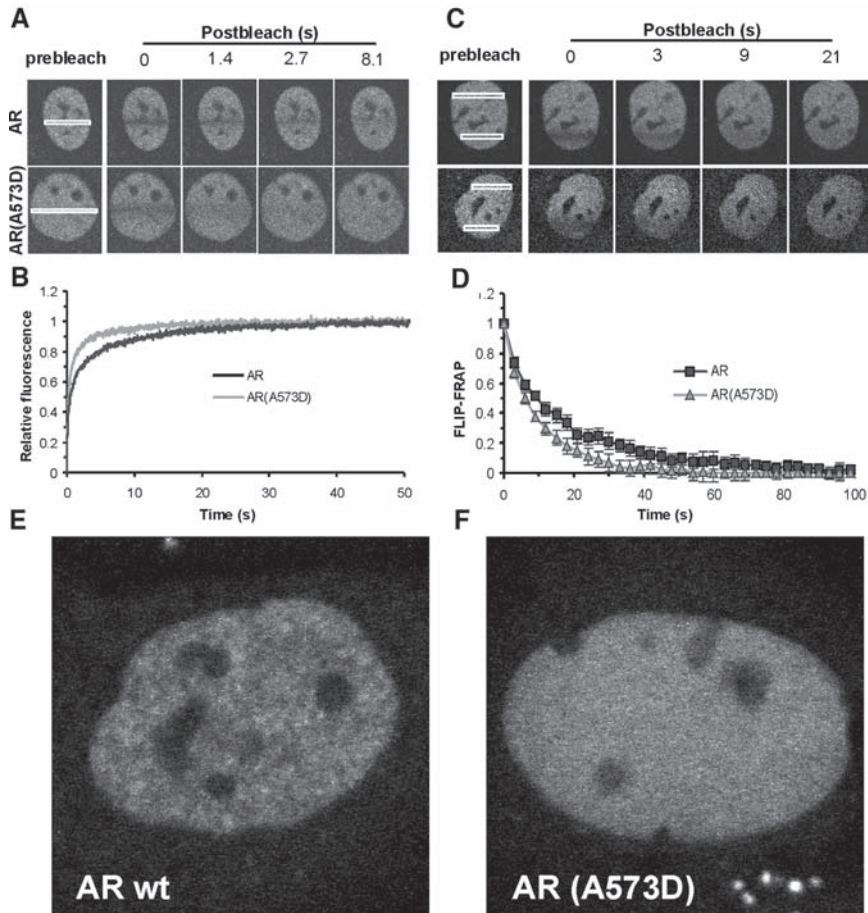 A
Postbleach (s)
prebleach 0 1.4 2.7 8.1
AR
AR(A573D)
C
Postbleach (s)
prebleach 0 3 9 21
B
1.2
1
0.8
0.6
0.4
0.2
0
Relative fluorescence
AR
AR(A573D)
0 10 20 30 40 50
Time (s)
D
.2
1
0.8
0.6
0.4
0.2
0
FLIP-FRAP
AR
AR(A573D)
0 20 40 60 80 100
Time (s)
E
AR wt
F
AR (A573D)